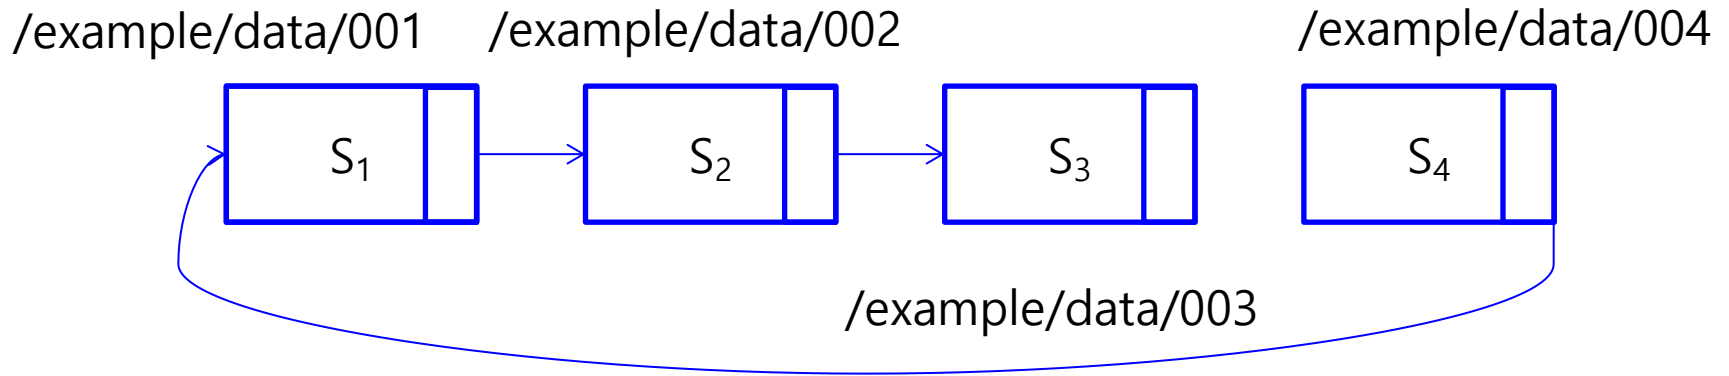 /example/data/001
/example/data/002
/example/data/004
S₁
S₂
S₃
S₄
/example/data/003